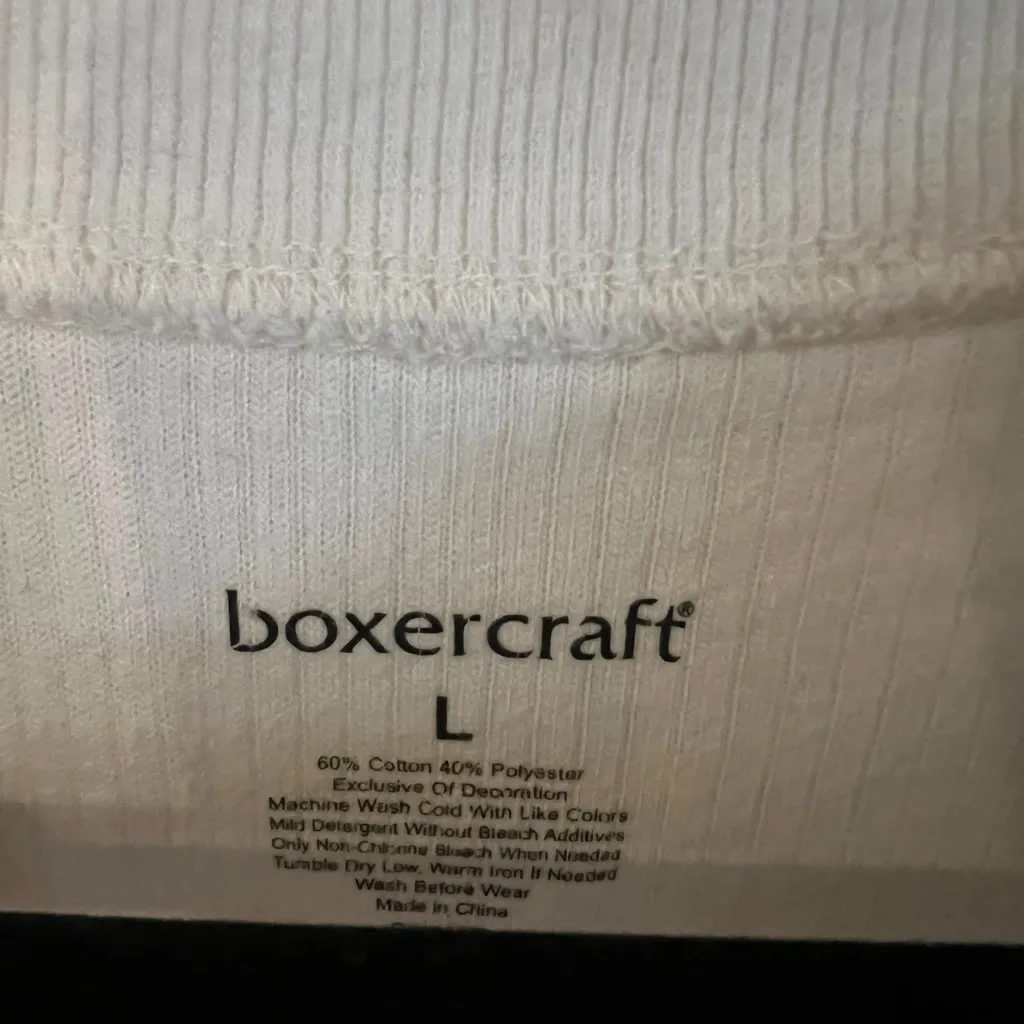 boxercraft®
L
60% Cotton 40% Polyester
Exclusive Of Decoration
Machine Wash Cold With Like Colors
Mild Detergent Without Bleach Additives
Only Non-Chlorine Bleach When Needed
Tumble Dry Low, Warm Iron If Needed
Wash Before Wear
Made in China